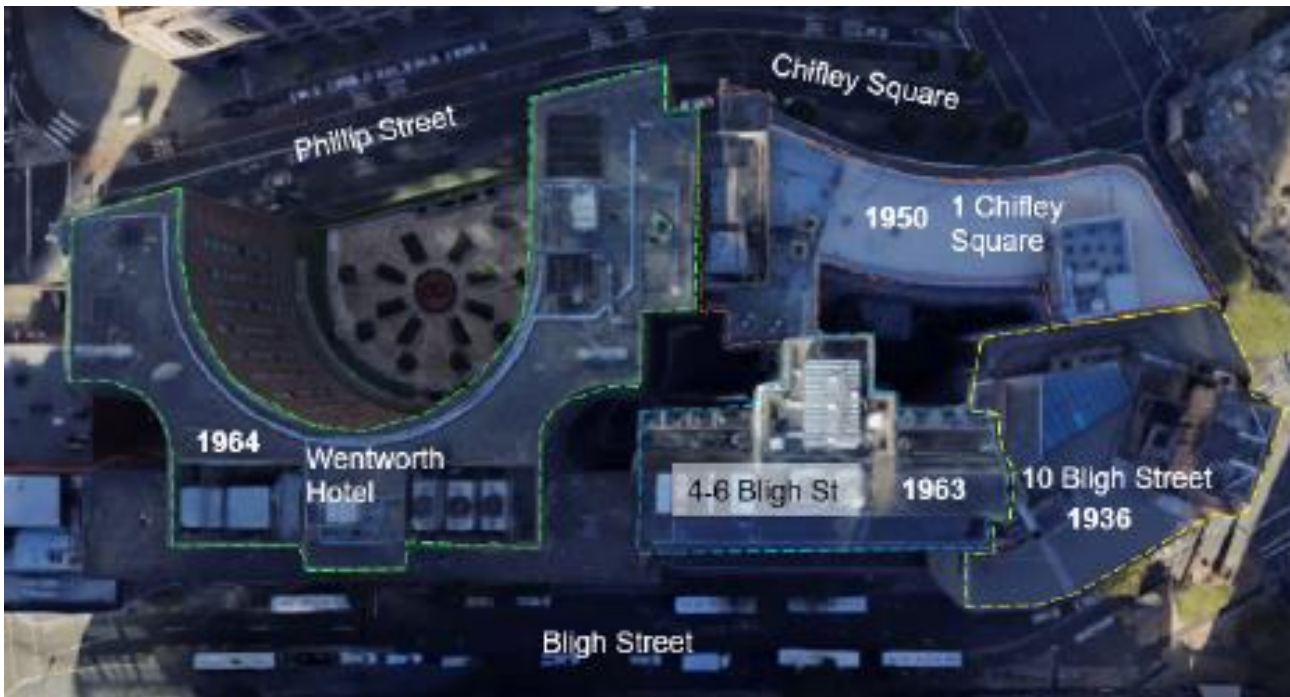 Chifley Square
Phillip Street
1950
1 Chifley
Square
1964
Wentworth
Hotel
4-6 Bligh St
1963
10 Bligh Street
1936
Bligh Street